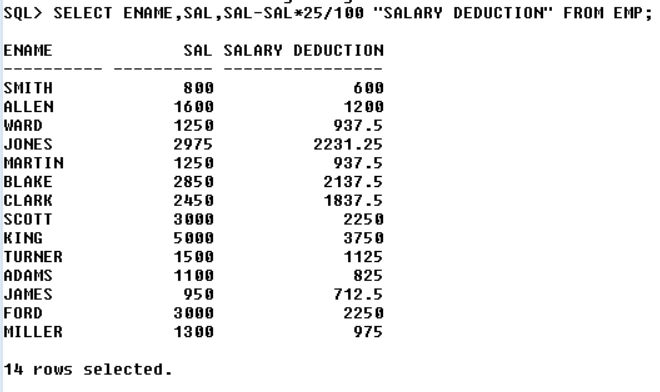 SQL> SELECT ENAME,SAL,SAL-SAL*25/100 "SALARY DEDUCTION" FROM EMP;
ENAME             SAL SALARY DEDUCTION
---------- ---------- ----------------
SMITH             800              600
ALLEN            1600             1200
WARD             1250            937.5
JONES            2975          2231.25
MARTIN           1250            937.5
BLAKE            2850           2137.5
CLARK            2450           1837.5
SCOTT            3000             2250
KING             5000             3750
TURNER           1500             1125
ADAMS            1100              825
JAMES             950            712.5
FORD             3000             2250
MILLER           1300              975
14 rows selected.